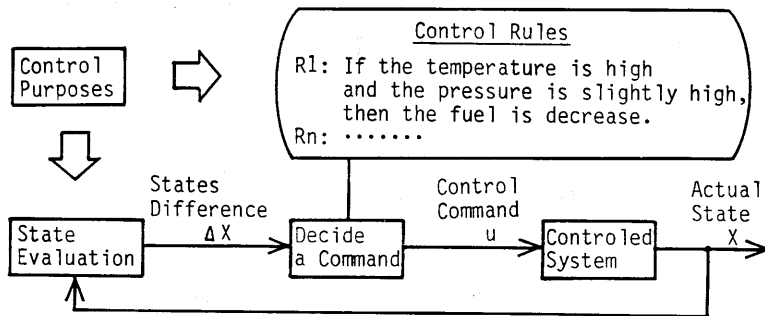 Control Rules
Control
Purposes
R1: If the temperature is high
and the pressure is slightly high,
then the fuel is decrease.
Rn: .......
States
Difference
ΔX
Control
Command
u
Actual
State
X
State
Evaluation
Decide
a Command
Controled
System